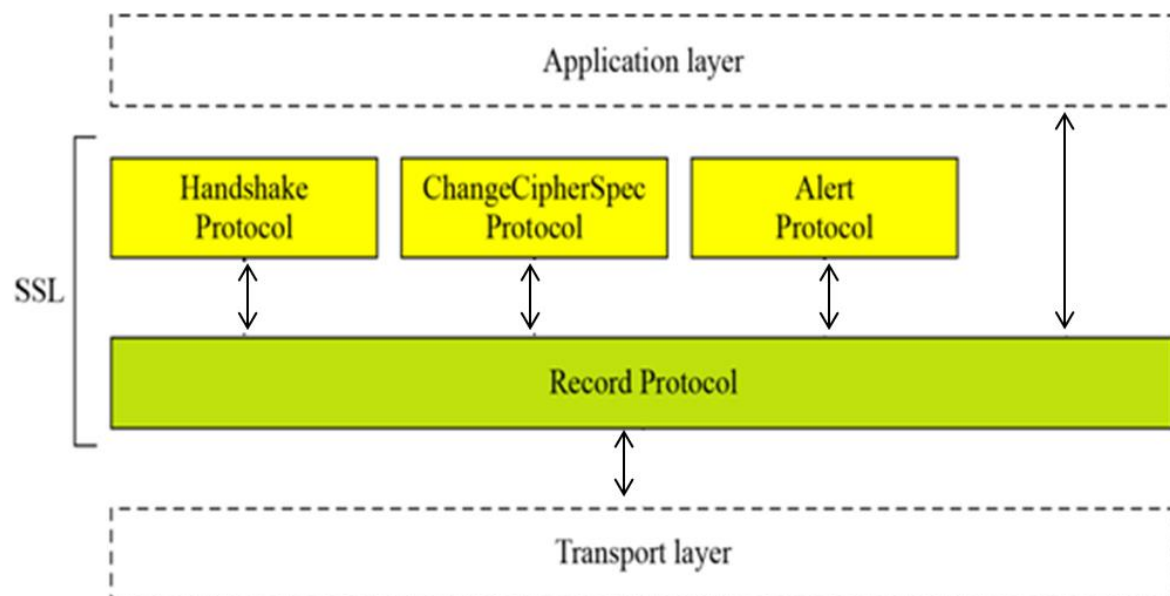 Application layer
Handshake
Protocol
ChangeCipherSpec
Protocol
Alert
Protocol
SSL
Record Protocol
Transport layer